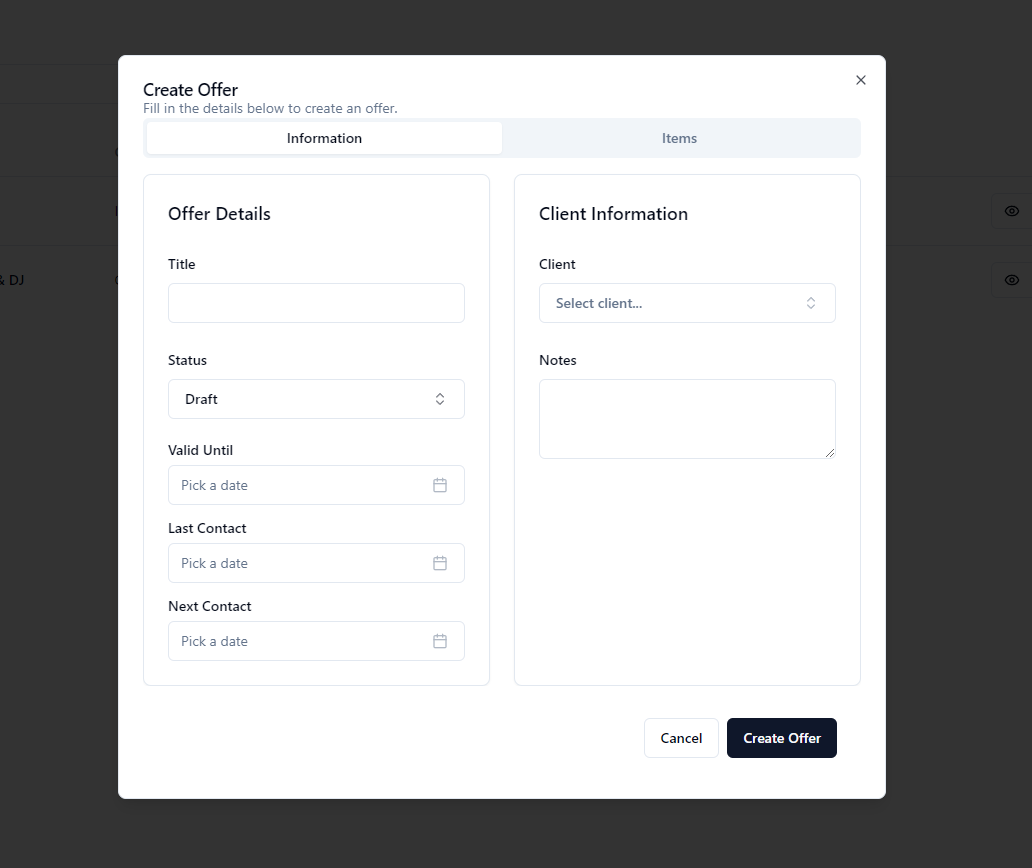 Create Offer
Fill in the details below to create an offer.
Information
Items
Offer Details
Title
Status
Draft
Valid Until
Pick a date
Last Contact
Pick a date
Next Contact
Pick a date
Client Information
Client
Select client...
Notes
Cancel
Create Offer
& DJ